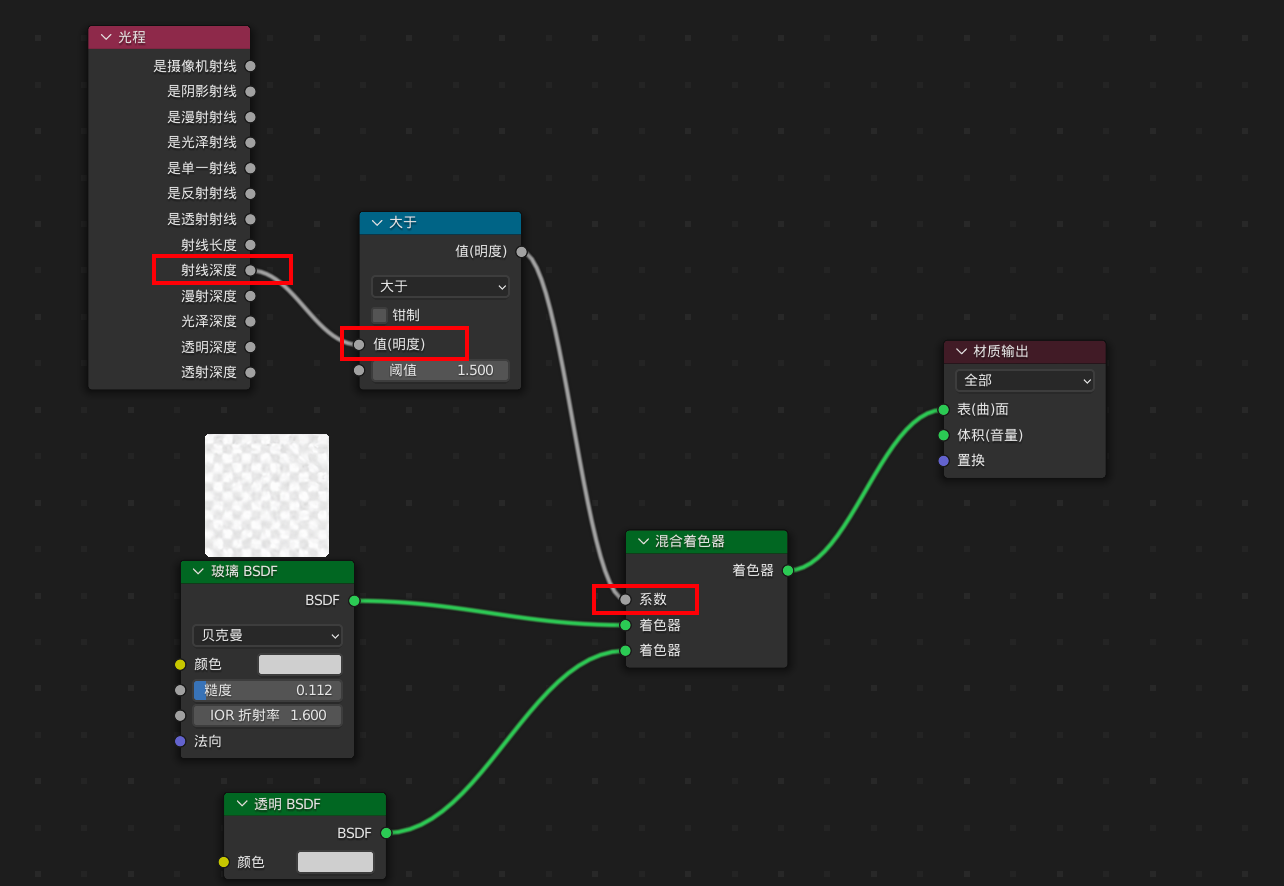 光程
是摄像机射线
是阴影射线
是漫射射线
是光泽射线
是单一射线
是反射射线
是透射射线
射线长度
射线深度
漫射深度
光泽深度
透明深度
透射深度
大于
值(明度)
大于
钳制
值(明度)
阈值 1.500
玻璃 BSDF
BSDF
贝克曼
颜色
糙度 0.112
IOR 折射率 1.600
法向
透明 BSDF
BSDF
颜色
混合着色器
着色器
系数
着色器
着色器
材质输出
全部
表(曲)面
体积(音量)
置换